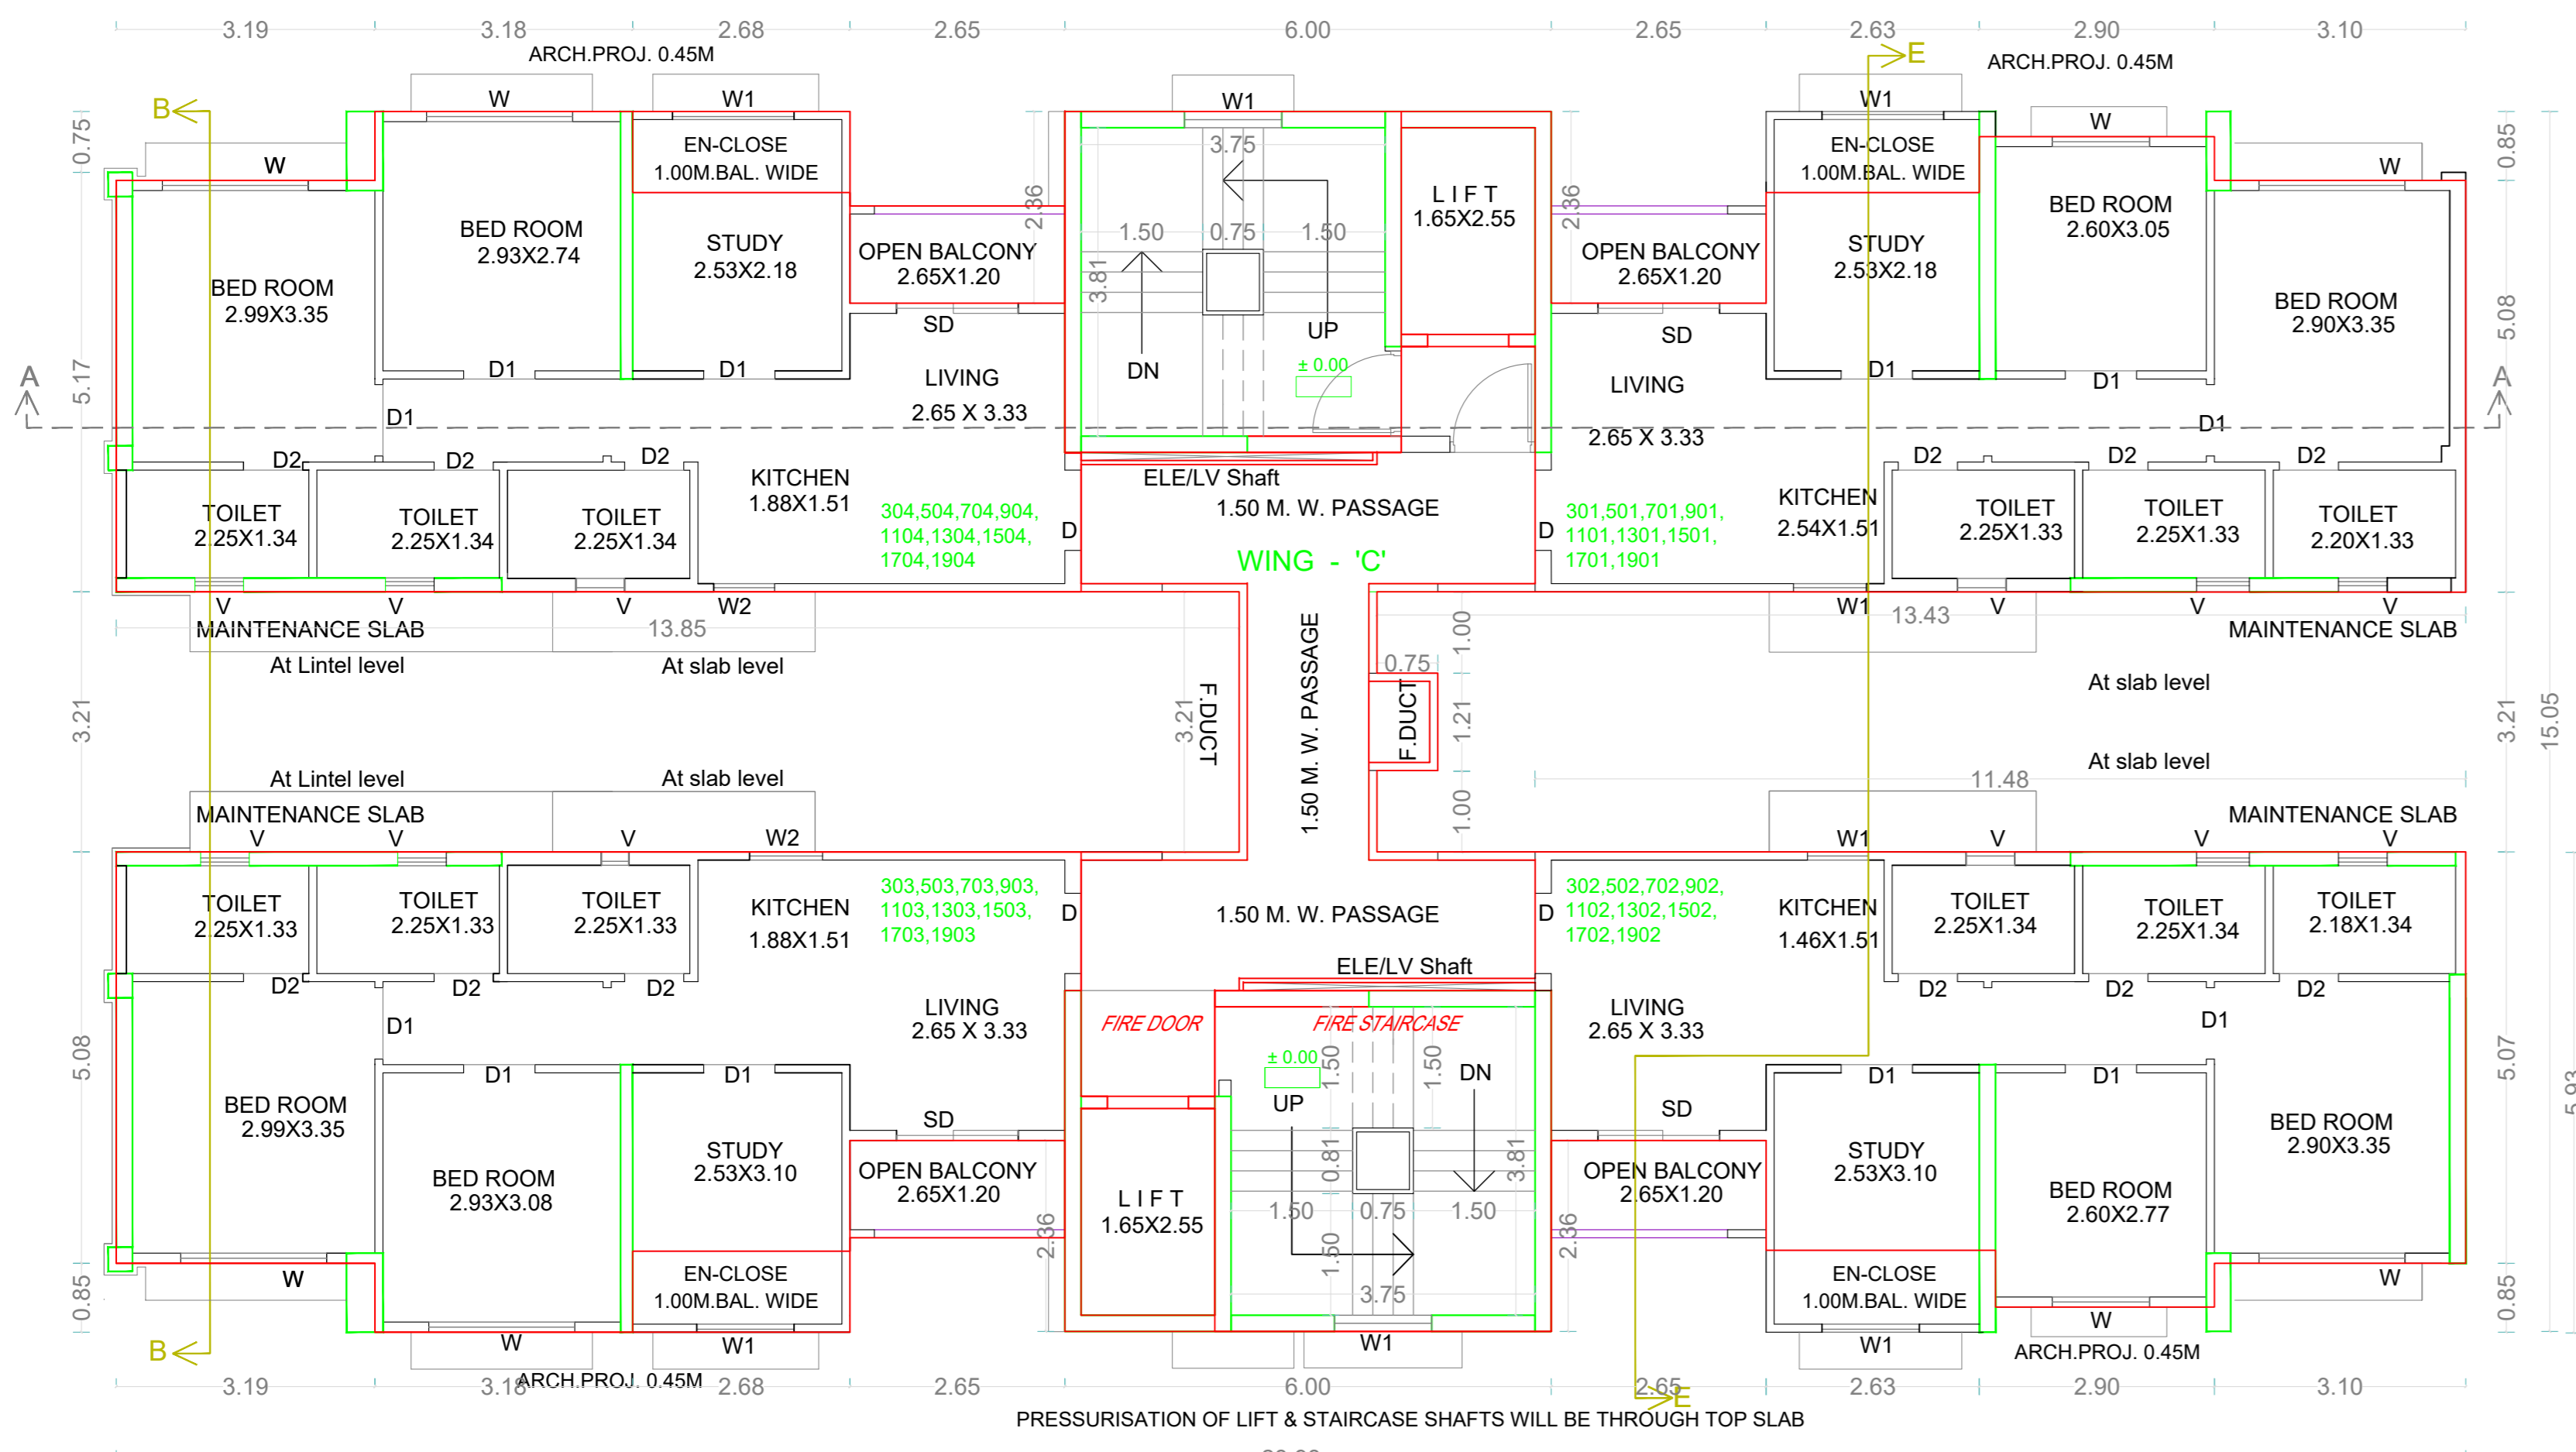 3.19 3.18 2.68 2.65 6.00 2.65 2.63 2.90 3.10
ARCH.PROJ. 0.45M
E
ARCH.PROJ. 0.45M
B
W
W1
W1
W1
W
0.75
W
EN-CLOSE
1.00M.BAL. WIDE
3.75
EN-CLOSE
1.00M.BAL. WIDE
W
0.85
2.36
L I F T
1.65X2.55
2.36
BED ROOM
2.93X2.74
STUDY
2.53X2.18
OPEN BALCONY
2.65X1.20
1.50 0.75 1.50
3.81
OPEN BALCONY
2.65X1.20
STUDY
2.53X2.18
BED ROOM
2.60X3.05
BED ROOM
2.99X3.35
BED ROOM
2.90X3.35
5.08
SD
UP
SD
± 0.00
DN
A
5.17
D1
D1
LIVING
2.65 X 3.33
LIVING
2.65 X 3.33
D1
D1
A
D1
D1
D2
D2
D2
KITCHEN
1.88X1.51
ELE/LV Shaft
1.50 M. W. PASSAGE
KITCHEN
2.54X1.51
D2
D2
D2
TOILET
2.25X1.34
TOILET
2.25X1.34
TOILET
2.25X1.34
304,504,704,904,
1104,1304,1504,
1704,1904
D
WING - 'C'
D
301,501,701,901,
1101,1301,1501,
1701,1901
TOILET
2.25X1.33
TOILET
2.25X1.33
TOILET
2.20X1.33
V
V
V
W2
W1
V
V
V
MAINTENANCE SLAB
13.85
13.43
MAINTENANCE SLAB
At Lintel level
At slab level
1.00
0.75
At slab level
3.21
3.21
F.DUCT
1.50 M. W. PASSAGE
F.DUCT
1.21
3.21
15.05
At Lintel level
At slab level
1.00
11.48
At slab level
MAINTENANCE SLAB
MAINTENANCE SLAB
V
V
V
W2
W1
V
V
V
TOILET
2.25X1.33
TOILET
2.25X1.33
TOILET
2.25X1.33
KITCHEN
1.88X1.51
303,503,703,903,
1103,1303,1503,
1703,1903
D
1.50 M. W. PASSAGE
D
302,502,702,902,
1102,1302,1502,
1702,1902
KITCHEN
1.46X1.51
TOILET
2.25X1.34
TOILET
2.25X1.34
TOILET
2.18X1.34
D2
D2
D2
ELE/LV Shaft
D2
D2
D2
D1
LIVING
2.65 X 3.33
FIRE DOOR
FIRE STAIRCASE
LIVING
2.65 X 3.33
D1
5.08
± 0.00
1.50
1.50
DN
UP
5.07
5.93
D1
D1
D1
D1
BED ROOM
2.99X3.35
SD
SD
BED ROOM
2.90X3.35
BED ROOM
2.93X3.08
STUDY
2.53X3.10
OPEN BALCONY
2.65X1.20
L I F T
1.65X2.55
0.81
3.81
1.50 0.75 1.50
OPEN BALCONY
2.65X1.20
STUDY
2.53X3.10
BED ROOM
2.60X2.77
2.36
1.50
2.36
0.85
W
EN-CLOSE
1.00M.BAL. WIDE
3.75
EN-CLOSE
1.00M.BAL. WIDE
W
0.85
B
W
W1
W1
W1
W
ARCH.PROJ. 0.45M
ARCH.PROJ. 0.45M
3.19 3.18 2.68 2.65 6.00 2.65 2.63 2.90 3.10
E
PRESSURISATION OF LIFT & STAIRCASE SHAFTS WILL BE THROUGH TOP SLAB